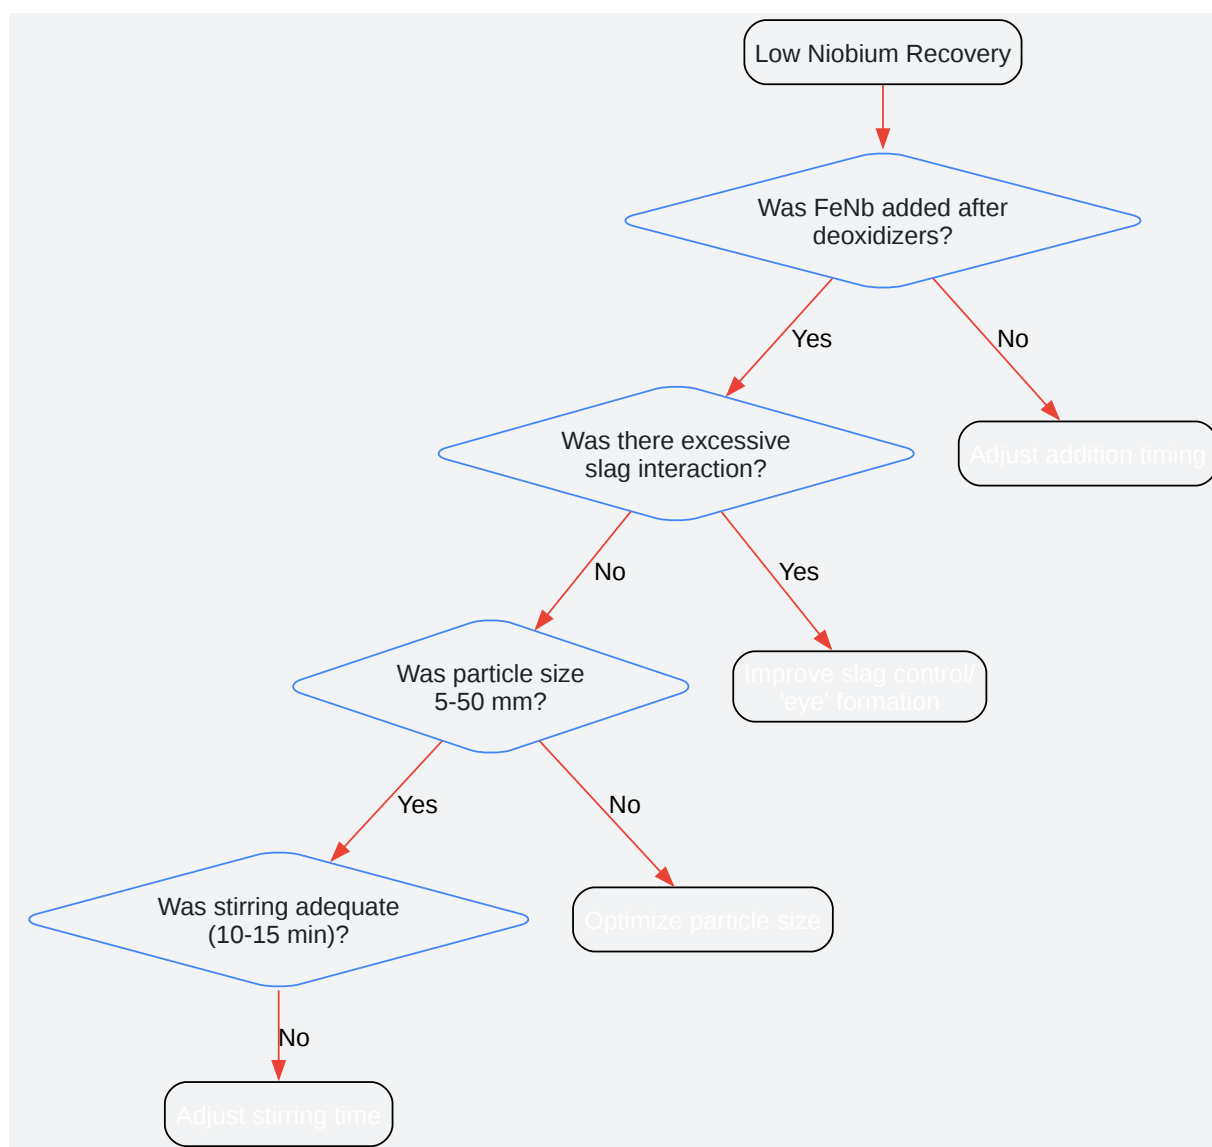 Low Niobium Recovery
Was FeNb added after
deoxidizers?
Yes
No
Was there excessive
slag interaction?
Adjust addition timing
No
Yes
Was particle size
5-50 mm?
Improve slag control/
'eye' formation
Yes
No
Was stirring adequate
(10-15 min)?
Optimize particle size
No
Adjust stirring time